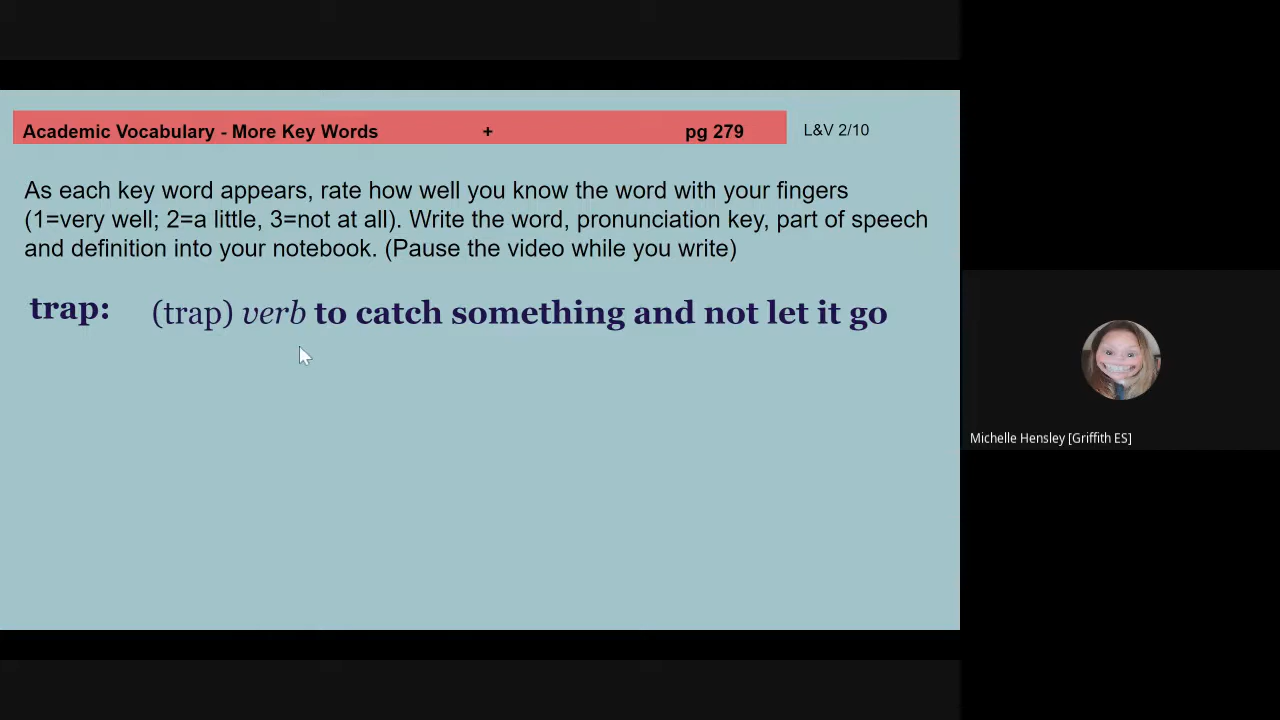 Academic Vocabulary - More Key Words + pg 279 L&V 2/10
As each key word appears, rate how well you know the word with your fingers
(1=very well; 2=a little, 3=not at all). Write the word, pronunciation key, part of speech
and definition into your notebook. (Pause the video while you write)
trap: (trap) verb to catch something and not let it go
Michelle Hensley [Griffith ES]